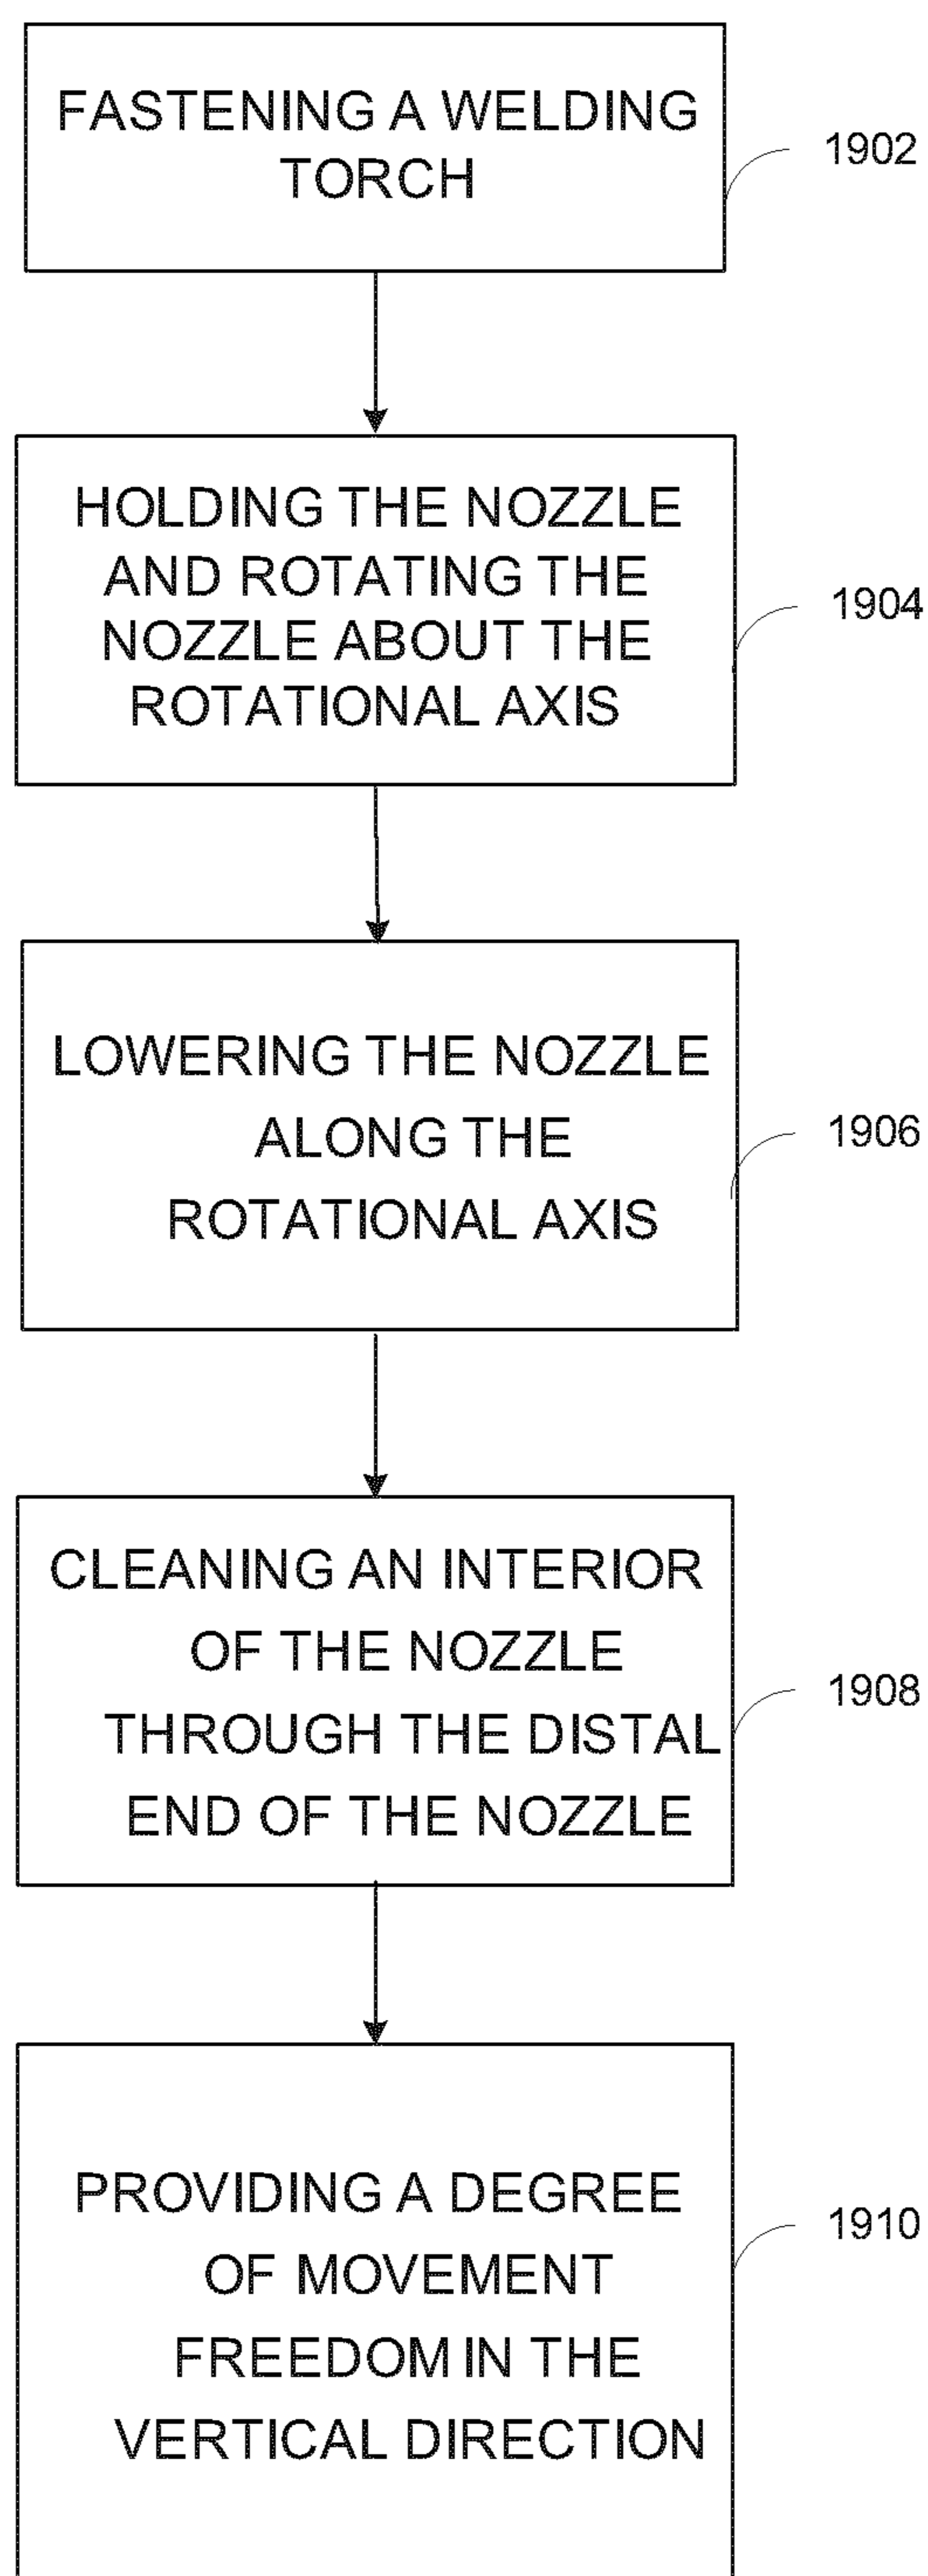 FASTENING A WELDING
TORCH
1902
HOLDING THE NOZZLE
AND ROTATING THE
NOZZLE ABOUT THE
ROTATIONAL AXIS
1904
LOWERING THE NOZZLE
ALONG THE
ROTATIONAL AXIS
1906
CLEANING AN INTERIOR
OF THE NOZZLE
THROUGH THE DISTAL
END OF THE NOZZLE
1908
PROVIDING A DEGREE
OF MOVEMENT
FREEDOM IN THE
VERTICAL DIRECTION
1910